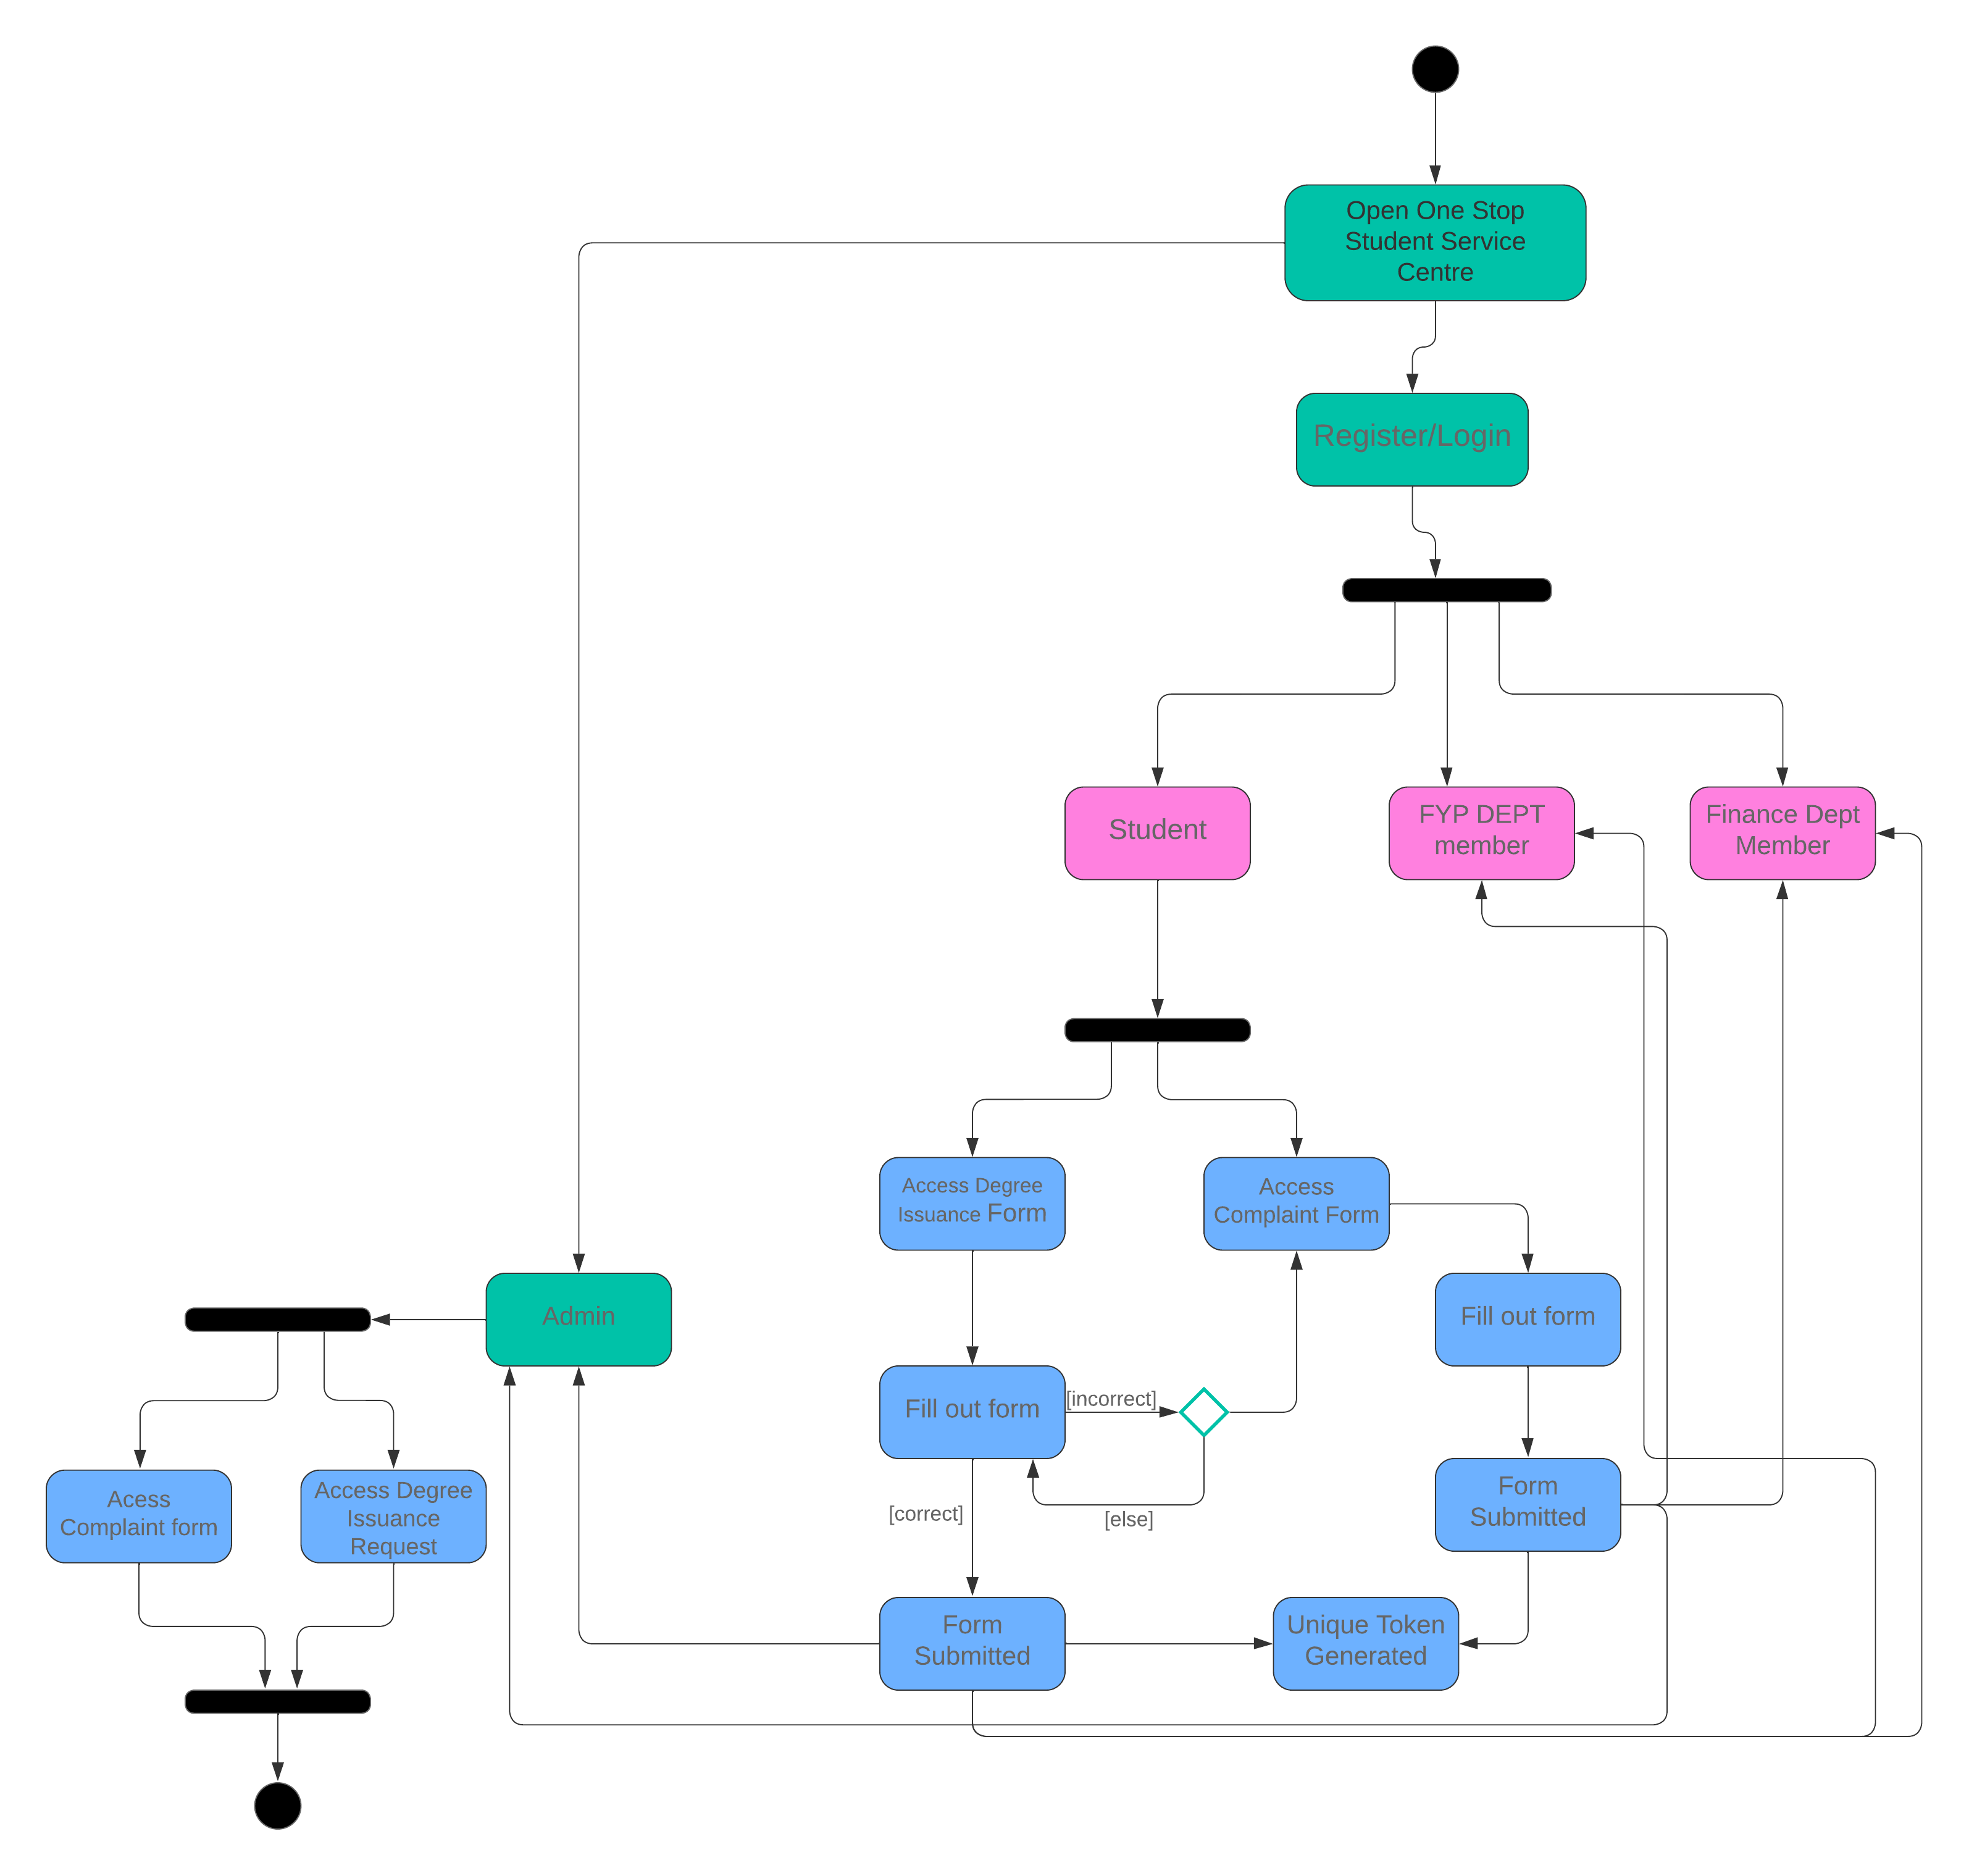 Open One Stop
Student Service
Centre
Register/Login
Student
FYP DEPT
member
Finance Dept
Member
Access Degree
Issuance Form
Access
Complaint Form
Admin
Fill out form
Fill out form
[incorrect]
[correct]
[else]
Acess
Complaint form
Access Degree
Issuance
Request
Form
Submitted
Form
Submitted
Unique Token
Generated